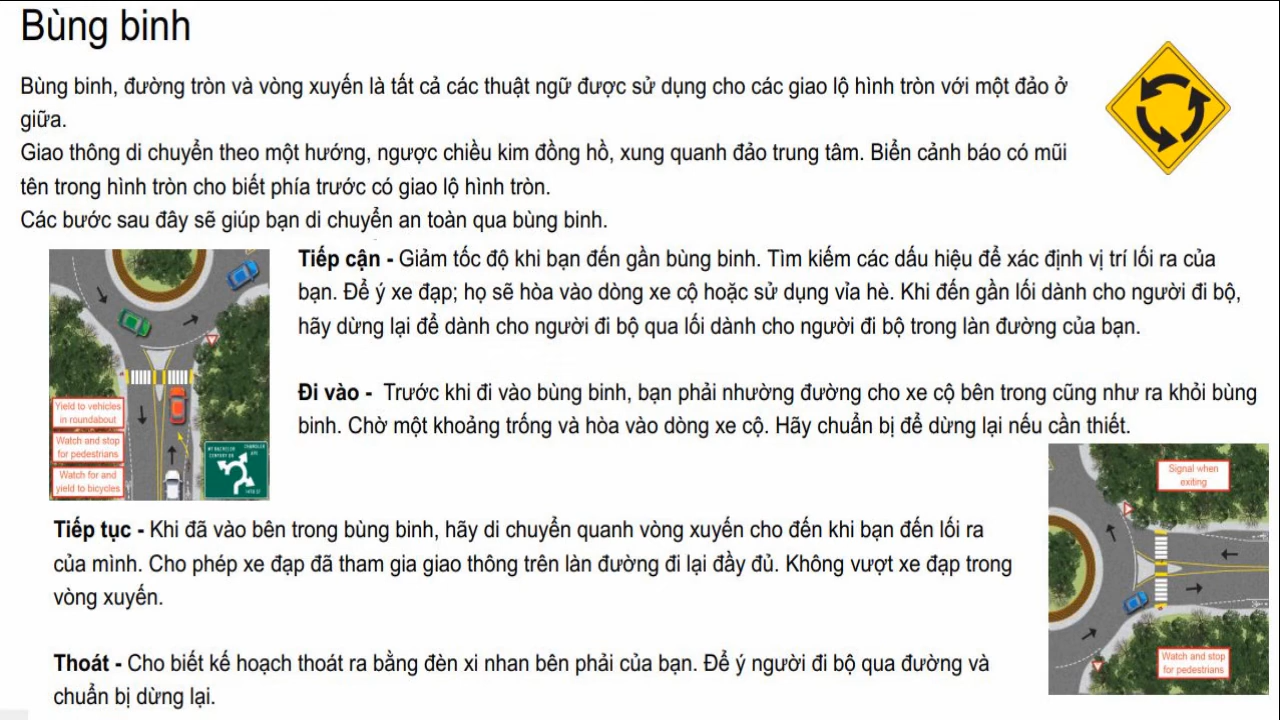 Bùng binh
Bùng binh, đường tròn và vòng xuyến là tất cả các thuật ngữ được sử dụng cho các giao lộ hình tròn với một đảo ở
giữa.
Giao thông di chuyển theo một hướng, ngược chiều kim đồng hồ, xung quanh đảo trung tâm. Biển cảnh báo có mũi
tên trong hình tròn cho biết phía trước có giao lộ hình tròn.
Các bước sau đây sẽ giúp bạn di chuyển an toàn qua bùng binh.
Tiếp cận - Giảm tốc độ khi bạn đến gần bùng binh. Tìm kiếm các dấu hiệu để xác định vị trí lối ra của
bạn. Để ý xe đạp; họ sẽ hòa vào dòng xe cộ hoặc sử dụng vỉa hè. Khi đến gần lối dành cho người đi bộ,
hãy dừng lại để dành cho người đi bộ qua lối dành cho người đi bộ trong làn đường của bạn.
Đi vào - Trước khi đi vào bùng binh, bạn phải nhường đường cho xe cộ bên trong cũng như ra khỏi bùng
binh. Chờ một khoảng trống và hòa vào dòng xe cộ. Hãy chuẩn bị để dừng lại nếu cần thiết.
Yield to vehicles
in roundabout
Watch and stop
for pedestrians
Watch for and
yield to bicycles
MT BACHELOR
CENTURY DR
CHANDLER
AVE
14TH ST
Signal when
exiting
Watch and stop
for pedestrians
Tiếp tục - Khi đã vào bên trong bùng binh, hãy di chuyển quanh vòng xuyến cho đến khi bạn đến lối ra
của mình. Cho phép xe đạp đã tham gia giao thông trên làn đường đi lại đầy đủ. Không vượt xe đạp trong
vòng xuyến.
Thoát - Cho biết kế hoạch thoát ra bằng đèn xi nhan bên phải của bạn. Để ý người đi bộ qua đường và
chuẩn bị dừng lại.